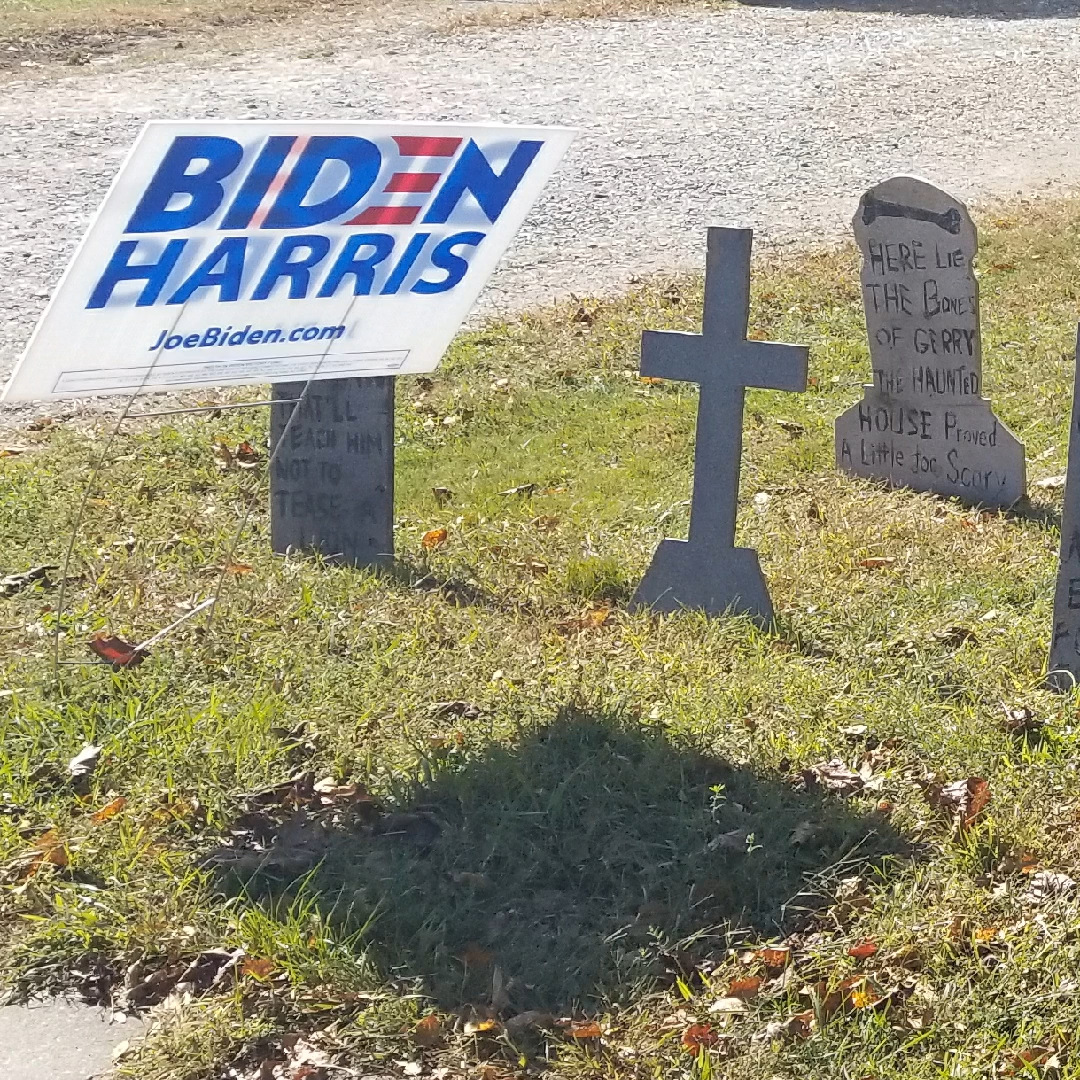 BIDEN
HARRIS
JoeBiden.com
THAT'LL
TEACH HIM
NOT TO
TEASE A
LION
HERE LIE
THE BONES
OF GERRY
THE HAUNTED
HOUSE Proved
A Little Too Scary